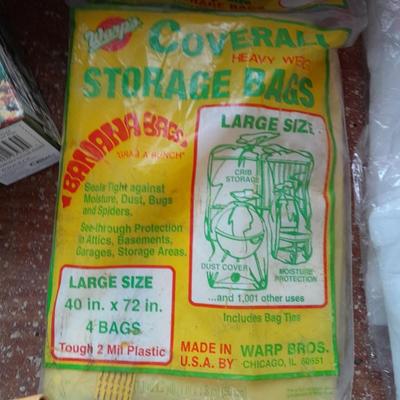 STORAGE BAGS
Warp's
COVERALL
HEAVY
STORAGE BAGS
BANANA BAGS
"GRAB A BUNCH"
Seals Tight against
Moisture, Dust, Bugs
and Spiders.
See-through Protection
in Attics, Basements,
Garages, Storage Areas.
LARGE SIZE
CRIB
STORAGE
DUST COVER
MOISTURE
PROTECTION
...and 1,001 other uses
Includes Bag Ties
LARGE SIZE
40 in. x 72 in.
4 BAGS
Tough 2 Mil Plastic
MADE IN
U.S.A. BY
WARP BROS.
CHICAGO, IL 60651